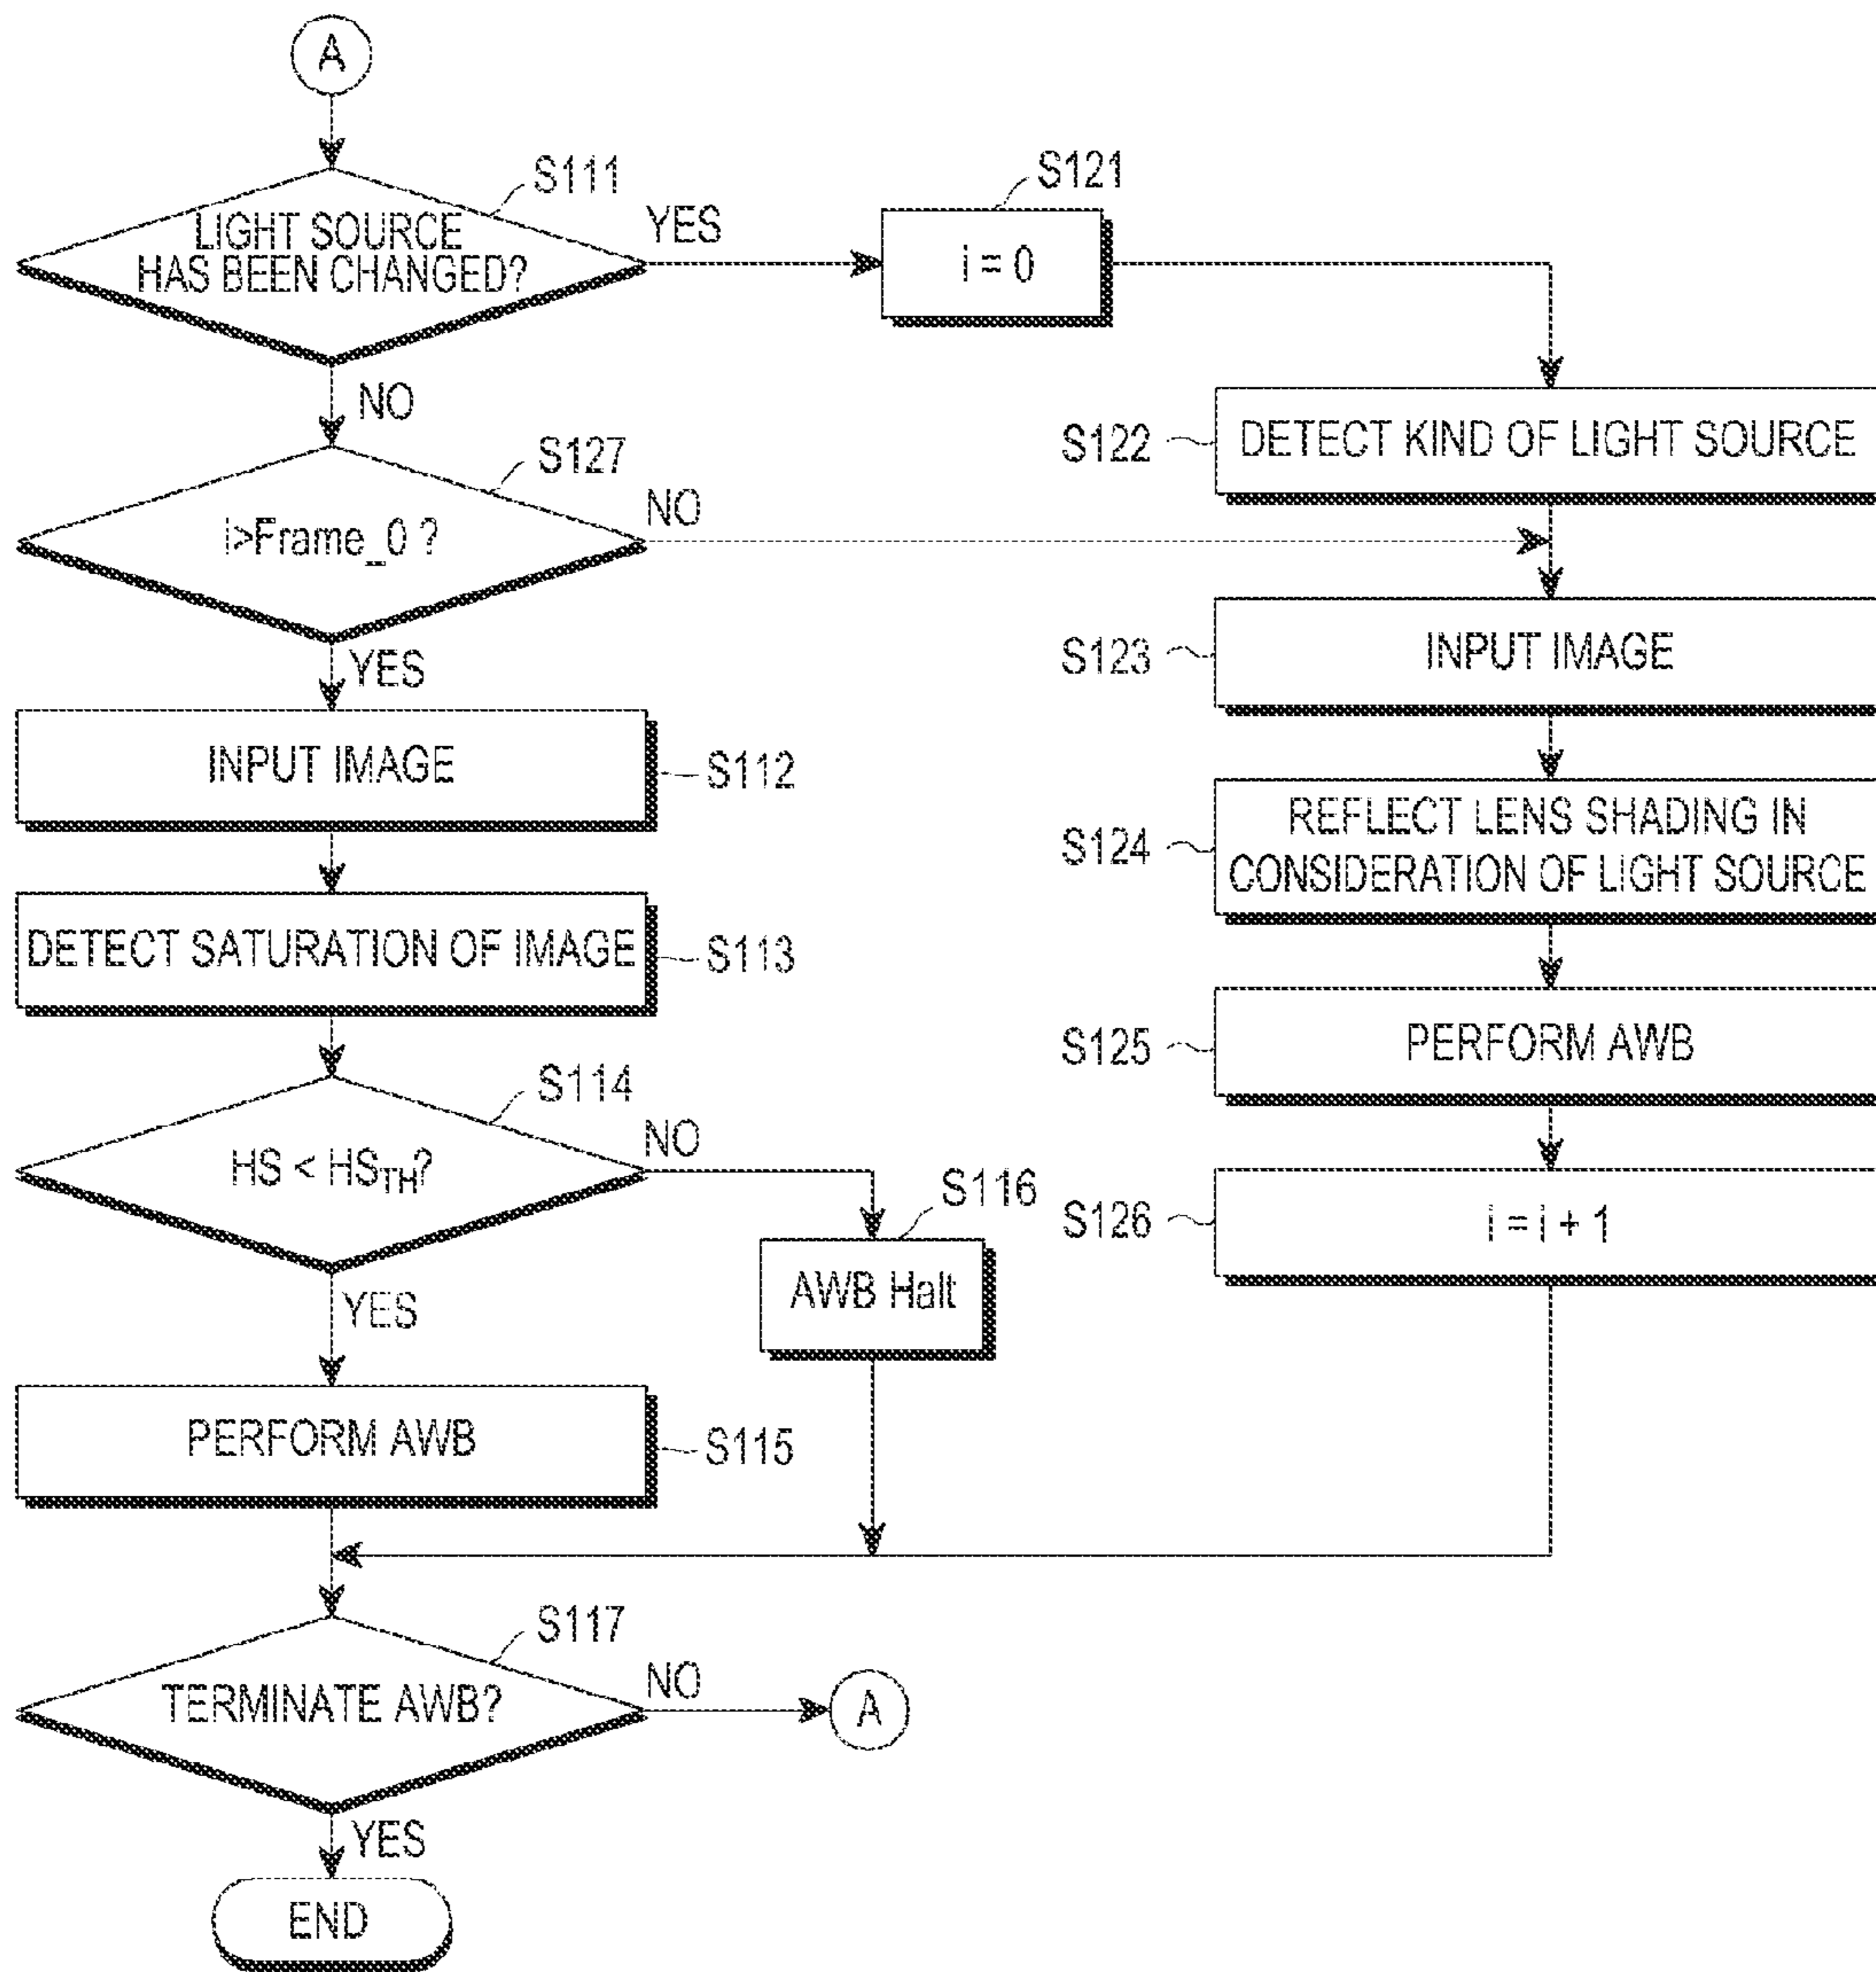 A
S111
LIGHT SOURCE
HAS BEEN CHANGED?
YES
S121
i = 0
NO
S122
DETECT KIND OF LIGHT SOURCE
S127
i>Frame_0 ?
NO
YES
S123
INPUT IMAGE
INPUT IMAGE
S112
S124
REFLECT LENS SHADING IN
CONSIDERATION OF LIGHT SOURCE
DETECT SATURATION OF IMAGE
S113
S125
PERFORM AWB
S114
HS < HSTH?
NO
S116
AWB Halt
S126
i = i + 1
YES
PERFORM AWB
S115
S117
TERMINATE AWB?
NO
A
YES
END